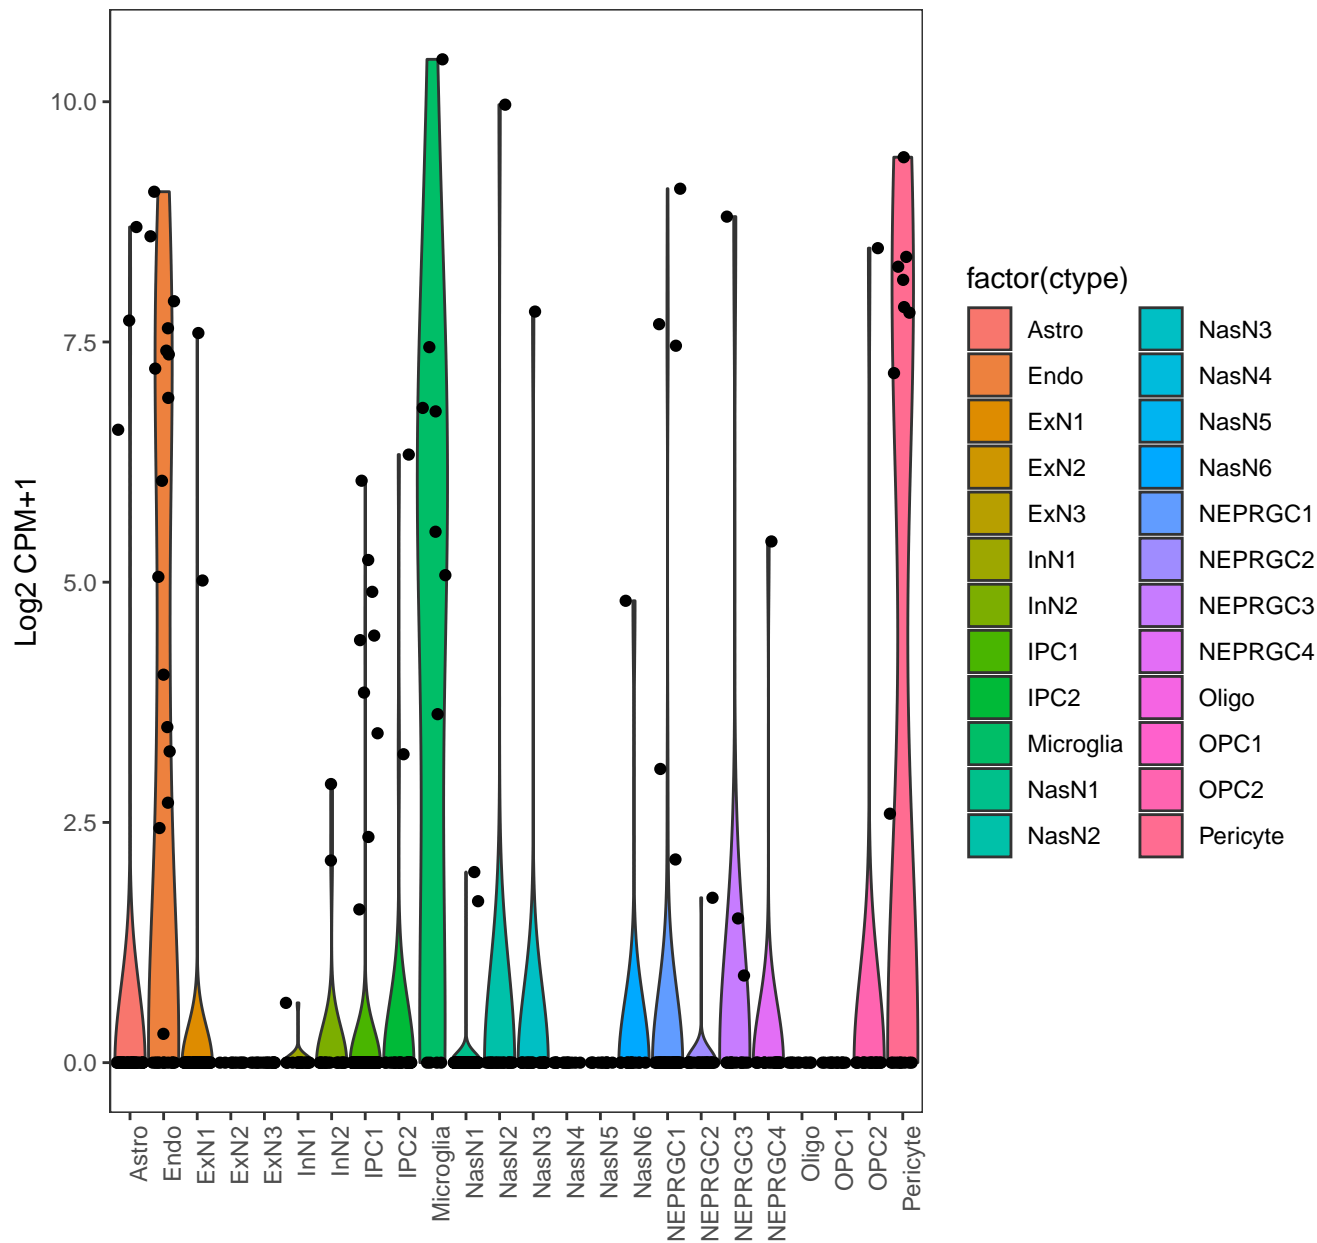 10.0
7.5
5.0
2.5
0.0
Log2 CPM+1
Astro
Endo
ExN1
ExN2
ExN3
InN1
InN2
IPC1
IPC2
Microglia
NasN1
NasN2
NasN3
NasN4
NasN5
NasN6
NEPRGC1
NEPRGC2
NEPRGC3
NEPRGC4
Oligo
OPC1
OPC2
Pericyte
factor(ctype)
Astro
Endo
ExN1
ExN2
ExN3
InN1
InN2
IPC1
IPC2
Microglia
NasN1
NasN2
NasN3
NasN4
NasN5
NasN6
NEPRGC1
NEPRGC2
NEPRGC3
NEPRGC4
Oligo
OPC1
OPC2
Pericyte